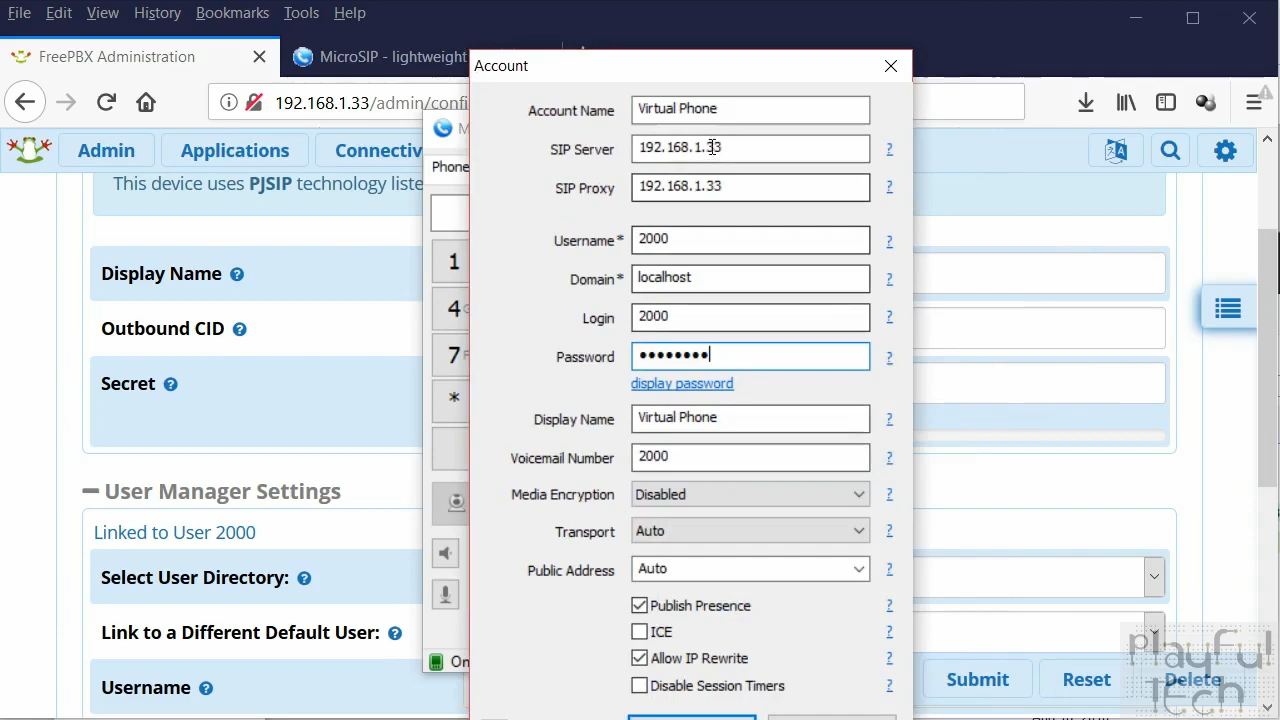 File Edit View History Bookmarks Tools Help
FreePBX Administration
MicroSIP - lightweight
192.168.1.33/admin/confi
Account
Admin Applications Connectiv
Phone
This device uses PJSIP technology liste
Display Name
Outbound CID
Secret
1
4
7
*
User Manager Settings
Linked to User 2000
Select User Directory:
Link to a Different Default User:
Username
On
Account Name Virtual Phone
SIP Server 192.168.1.33 ?
SIP Proxy 192.168.1.33 ?
Username* 2000 ?
Domain* localhost ?
Login 2000 ?
Password ●●●●●●●● ?
display password
Display Name Virtual Phone ?
Voicemail Number 2000 ?
Media Encryption Disabled ?
Transport Auto ?
Public Address Auto ?
Publish Presence ?
ICE ?
Allow IP Rewrite ?
Disable Session Timers ?
Submit Reset Delete
playful
tech